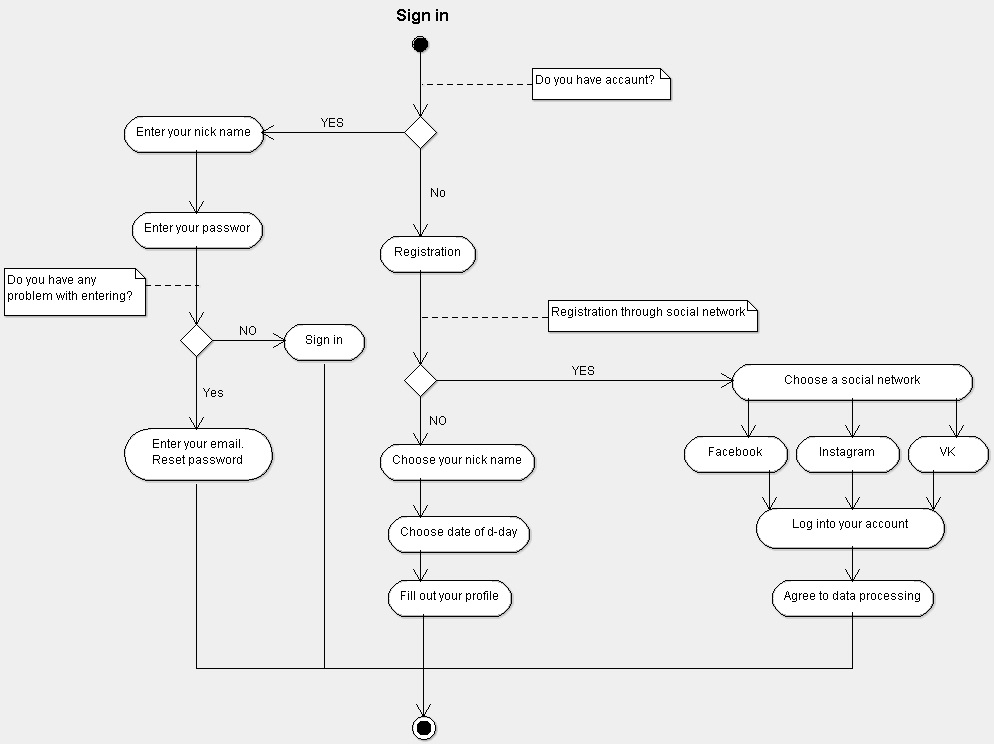 Sign in
Do you have accaunt?
YES
Enter your nick name
No
Enter your passwor
Registration
Do you have any
problem with entering?
Registration through social network
NO
Sign in
YES
Choose a social network
Yes
NO
Enter your email.
Reset password
Choose your nick name
Facebook
Instagram
VK
Choose date of d-day
Log into your account
Fill out your profile
Agree to data processing